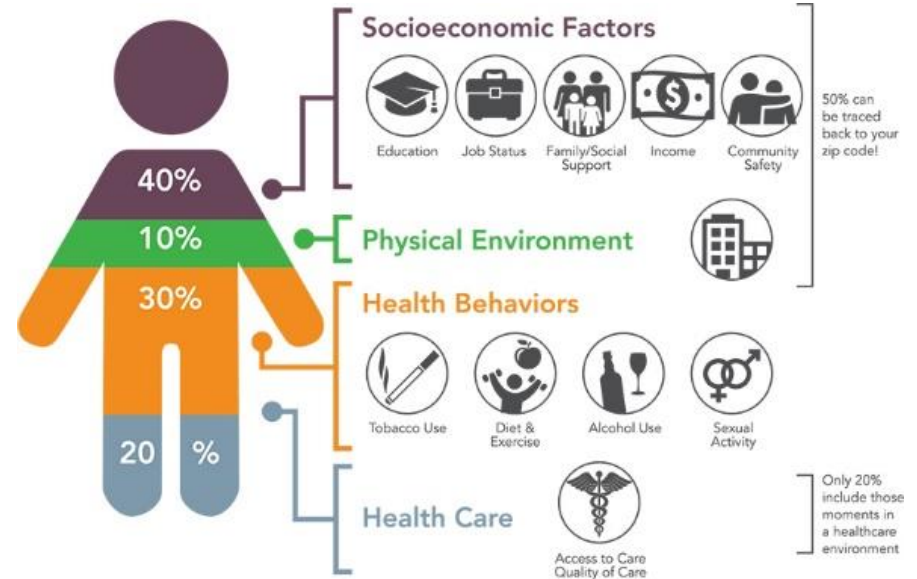 Socioeconomic Factors
Education
Job Status
Family/Social
Support
Income
Community
Safety
50% can
be traced
back to your
zip code!
40%
10%
Physical Environment
30%
Health Behaviors
Tobacco Use
Diet &
Exercise
Alcohol Use
Sexual
Activity
20 %
Health Care
Access to Care
Quality of Care
Only 20%
include those
moments in
a healthcare
environment